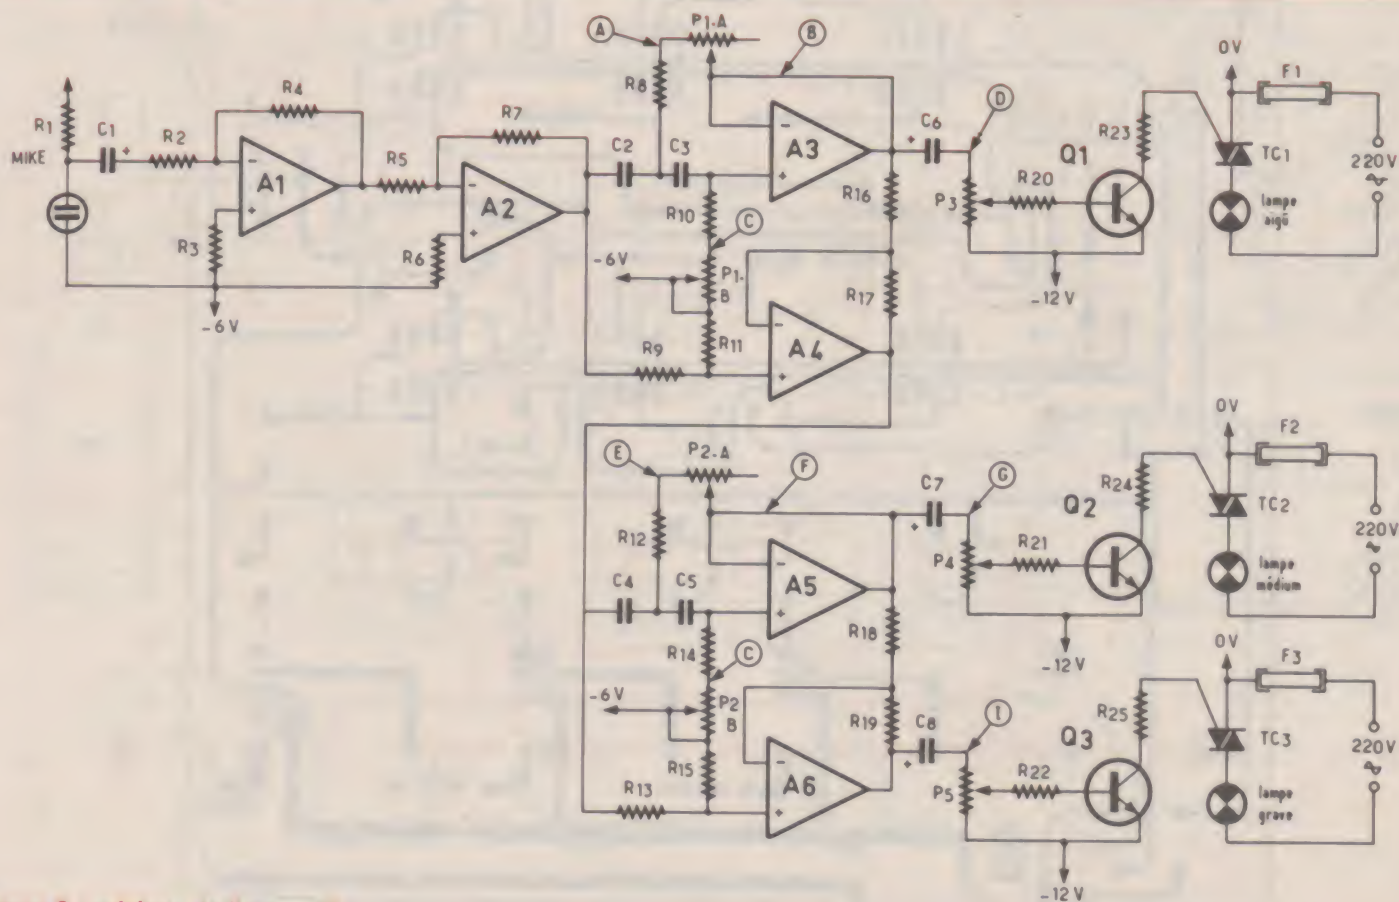 R1
MIKE
C1
+
R2
R4
-
A1
+
R3
-6V
R5
R7
-
A2
+
R6
C2
A
P1-A
B
R8
C3
-
A3
+
R10
C
-6V
P1-
B
R11
R9
-
A4
+
R16
R17
C6
+
D
P3
R20
Q1
R23
-12V
0V
F1
TC1
lampe
aigü
220V
E
P2-A
F
R12
C4
C5
-
A5
+
R14
C
-6V
P2
B
R15
R13
-
A6
+
R18
R19
C7
+
G
P4
R21
Q2
R24
-12V
0V
F2
TC2
lampe
médium
220V
C8
+
I
P5
R22
Q3
R25
-12V
0V
F3
TC3
lampe
grave
220V